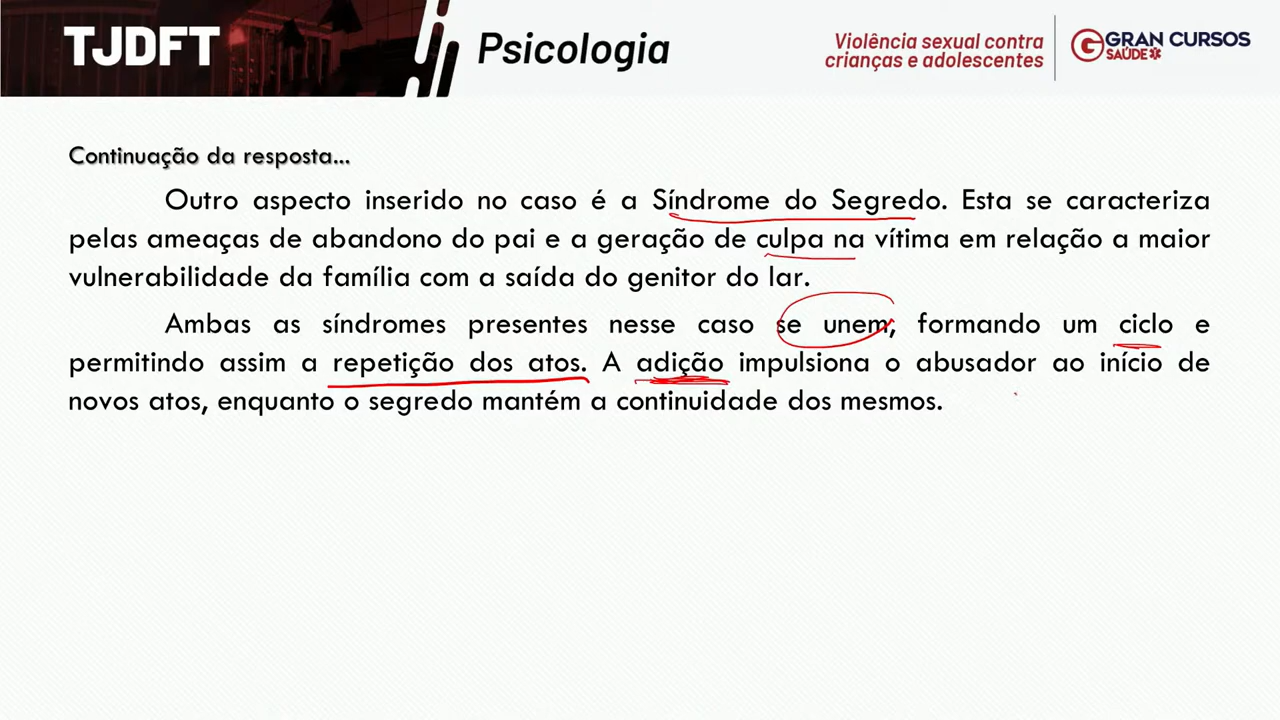 TJDFT
Psicologia
Violência sexual contra
crianças e adolescentes
GRAN CURSOS
SAÚDE
Continuação da resposta...
Outro aspecto inserido no caso é a Síndrome do Segredo. Esta se caracteriza
pelas ameaças de abandono do pai e a geração de culpa na vítima em relação a maior
vulnerabilidade da família com a saída do genitor do lar.
Ambas as síndromes presentes nesse caso se unem, formando um ciclo e
permitindo assim a repetição dos atos. A adição impulsiona o abusador ao início de
novos atos, enquanto o segredo mantém a continuidade dos mesmos.